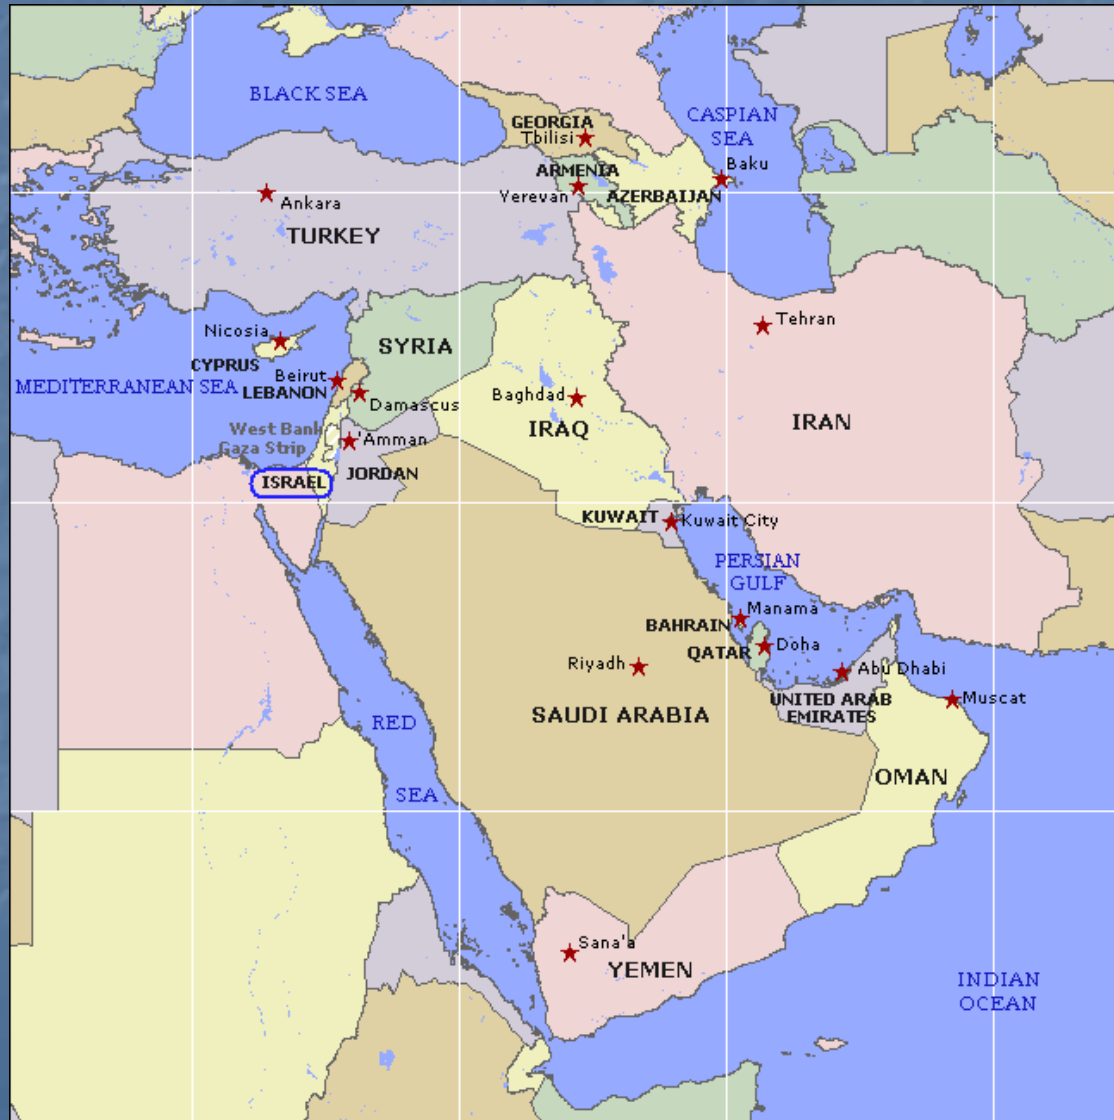 BLACK SEA
CASPIAN
SEA
GEORGIA
Tbilisi
ARMENIA
Baku
Yerevan
AZERBAIJAN
Ankara
TURKEY
Nicosia
Tehran
SYRIA
CYPRUS
Beirut
MEDITERRANEAN SEA
LEBANON
Damascus
Baghdad
IRAN
West Bank
IRAQ
'Amman
Gaza Strip
JORDAN
ISRAEL
KUWAIT
Kuwait City
PERSIAN
GULF
Manama
BAHRAIN
QATAR
Doha
Riyadh
Abu Dhabi
UNITED ARAB
EMIRATES
Muscat
SAUDI ARABIA
RED
SEA
OMAN
Sana'a
YEMEN
INDIAN
OCEAN